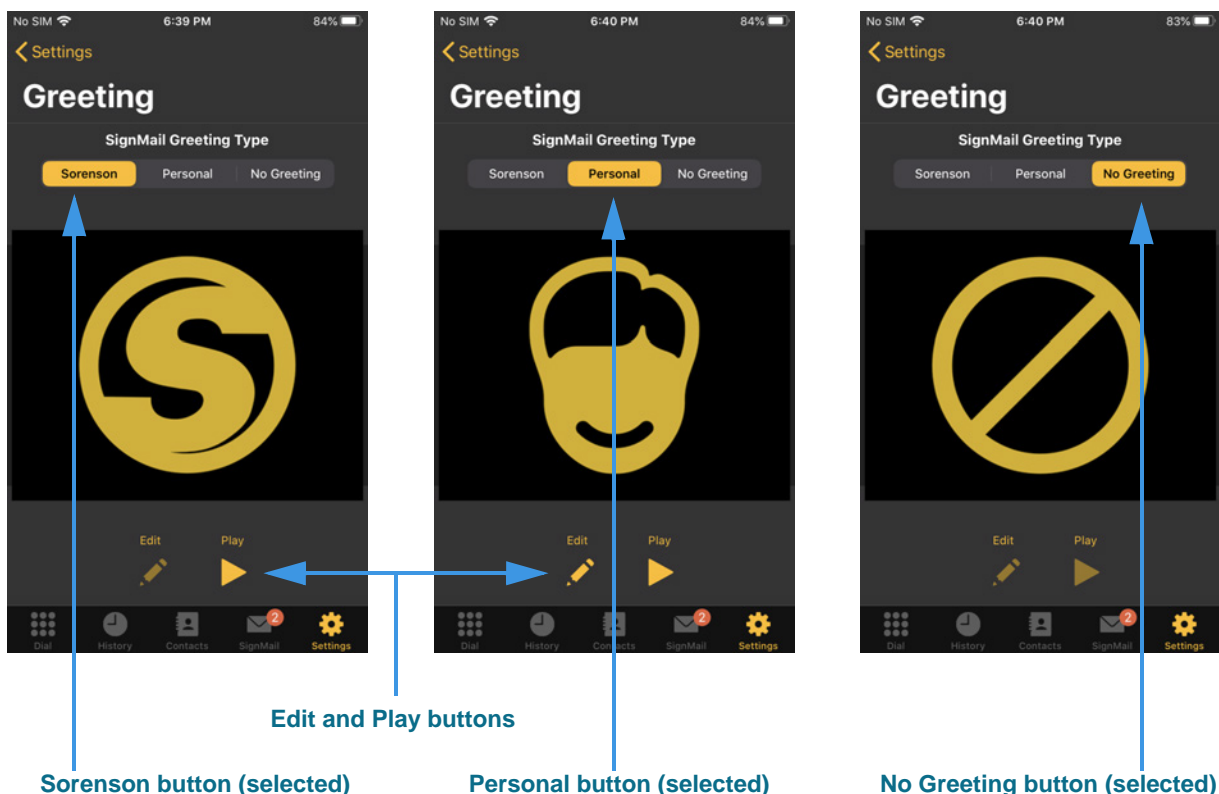 No SIM 6:39 PM 84%
Settings
Greeting
SignMail Greeting Type
Sorenson Personal No Greeting
S
Edit Play
2
Dial History Contacts SignMail Settings
No SIM 6:40 PM 84%
Settings
Greeting
SignMail Greeting Type
Sorenson Personal No Greeting
Edit Play
2
Dial History Contacts SignMail Settings
No SIM 6:40 PM 83%
Settings
Greeting
SignMail Greeting Type
Sorenson Personal No Greeting
Edit Play
2
Dial History Contacts SignMail Settings
Edit and Play buttons
Sorenson button (selected)
Personal button (selected)
No Greeting button (selected)